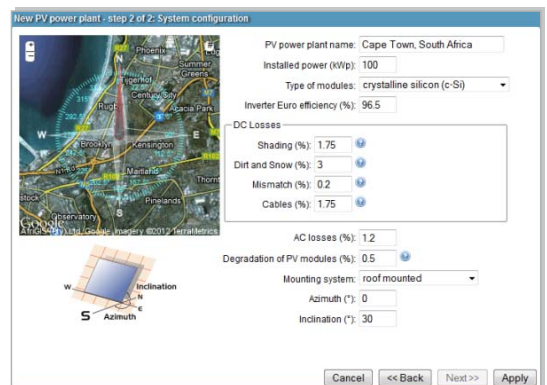 New PV power plant - step 2 of 2: System configuration
PV power plant name: Cape Town, South Africa
Installed power (kWp): 100
Type of modules: crystalline silicon (c-Si)
Inverter Euro efficiency (%): 96.5
DC Losses
Shading (%): 1.75
Dirt and Snow (%): 3
Mismatch (%): 0.2
Cables (%): 1.75
AC losses (%): 1.2
Degradation of PV modules (%): 0.5
Mounting system: roof mounted
Azimuth (°): 0
Inclination (°): 30
Phoenix
N
Summer
Greens
Century City
Acacia Park
W
E
Brooklyn
Kensington
Maitland
Pinelands
S
Observatory
Google
Imagery ©2012 TerraMetrics
W
Inclination
N
E
S
Azimuth
Cancel
<< Back
Next >>
Apply